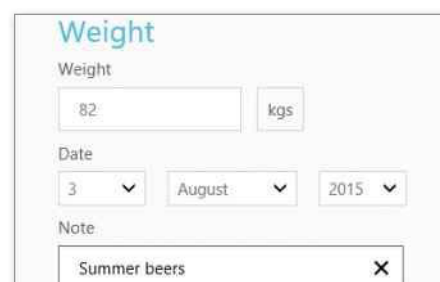 Weight
Weight
82 kgs
Date
3 August 2015
Note
Summer beers